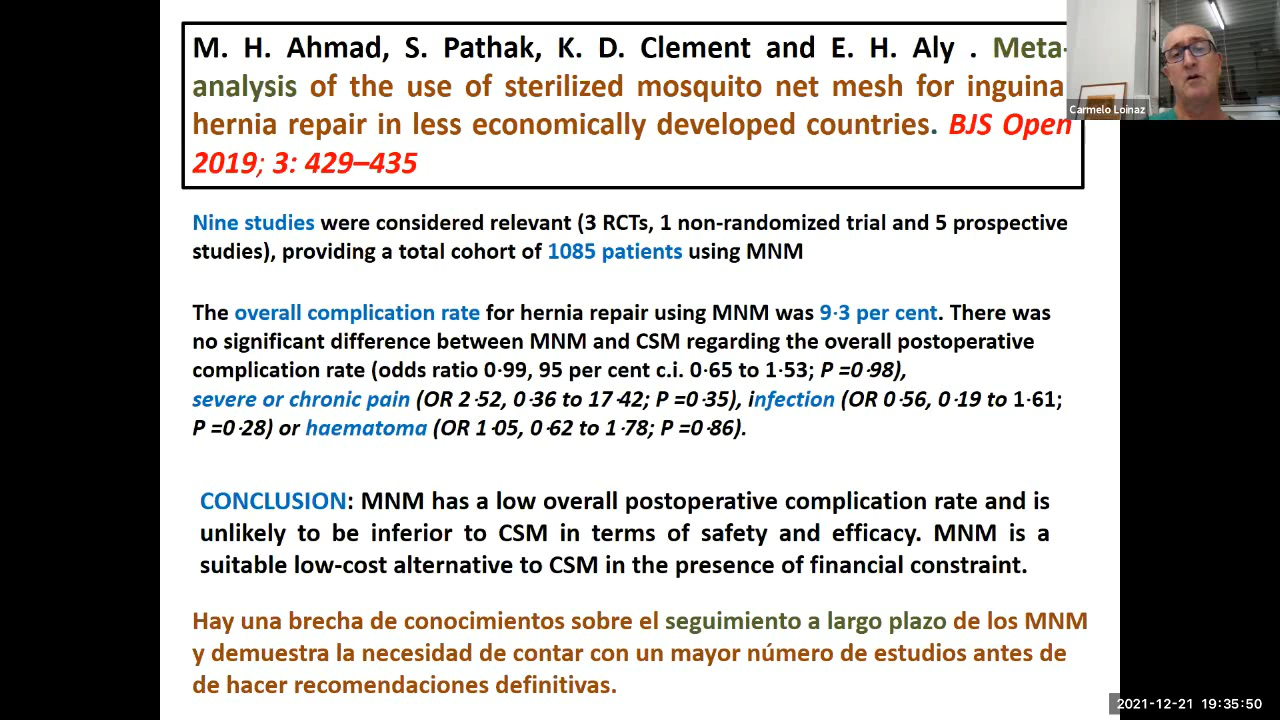 M. H. Ahmad, S. Pathak, K. D. Clement and E. H. Aly . Meta-
analysis of the use of sterilized mosquito net mesh for inguina
hernia repair in less economically developed countries. BJS Open
2019; 3: 429–435
Carmelo Loinaz
Nine studies were considered relevant (3 RCTs, 1 non-randomized trial and 5 prospective
studies), providing a total cohort of 1085 patients using MNM
The overall complication rate for hernia repair using MNM was 9·3 per cent. There was
no significant difference between MNM and CSM regarding the overall postoperative
complication rate (odds ratio 0·99, 95 per cent c.i. 0·65 to 1·53; P =0·98),
severe or chronic pain (OR 2·52, 0·36 to 17·42; P =0·35), infection (OR 0·56, 0·19 to 1·61;
P =0·28) or haematoma (OR 1·05, 0·62 to 1·78; P =0·86).
CONCLUSION: MNM has a low overall postoperative complication rate and is
unlikely to be inferior to CSM in terms of safety and efficacy. MNM is a
suitable low-cost alternative to CSM in the presence of financial constraint.
Hay una brecha de conocimientos sobre el seguimiento a largo plazo de los MNM
y demuestra la necesidad de contar con un mayor número de estudios antes de
de hacer recomendaciones definitivas.
2021-12-21 19:35:50